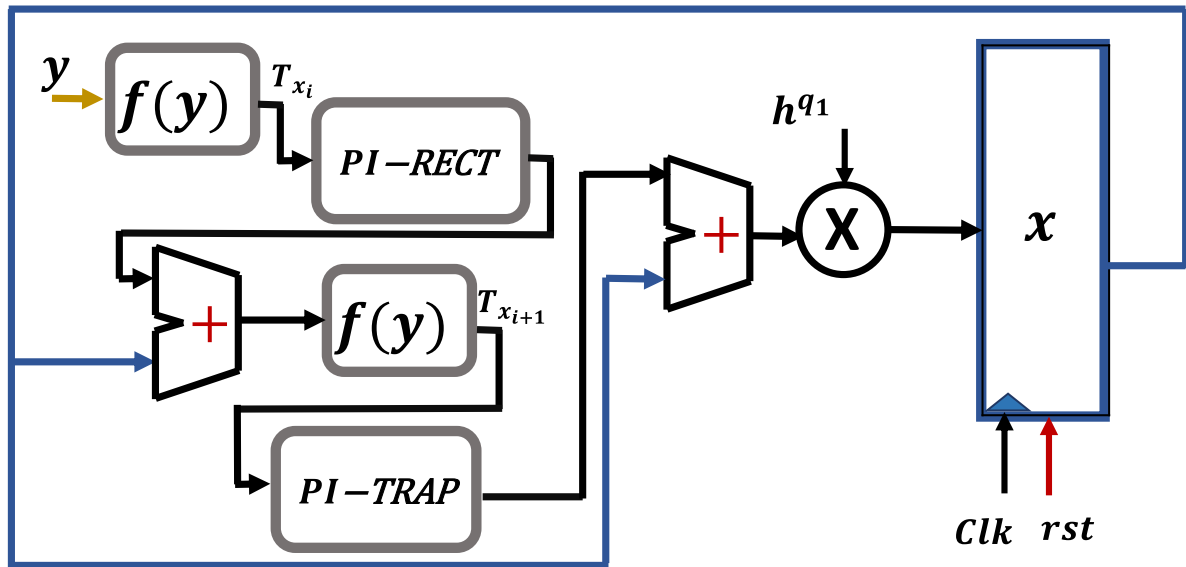 y
f(y)
T_{x_i}
PI−RECT
+
f(y)
T_{x_{i+1}}
PI−TRAP
+
h^{q_1}
X
x
Clk
rst